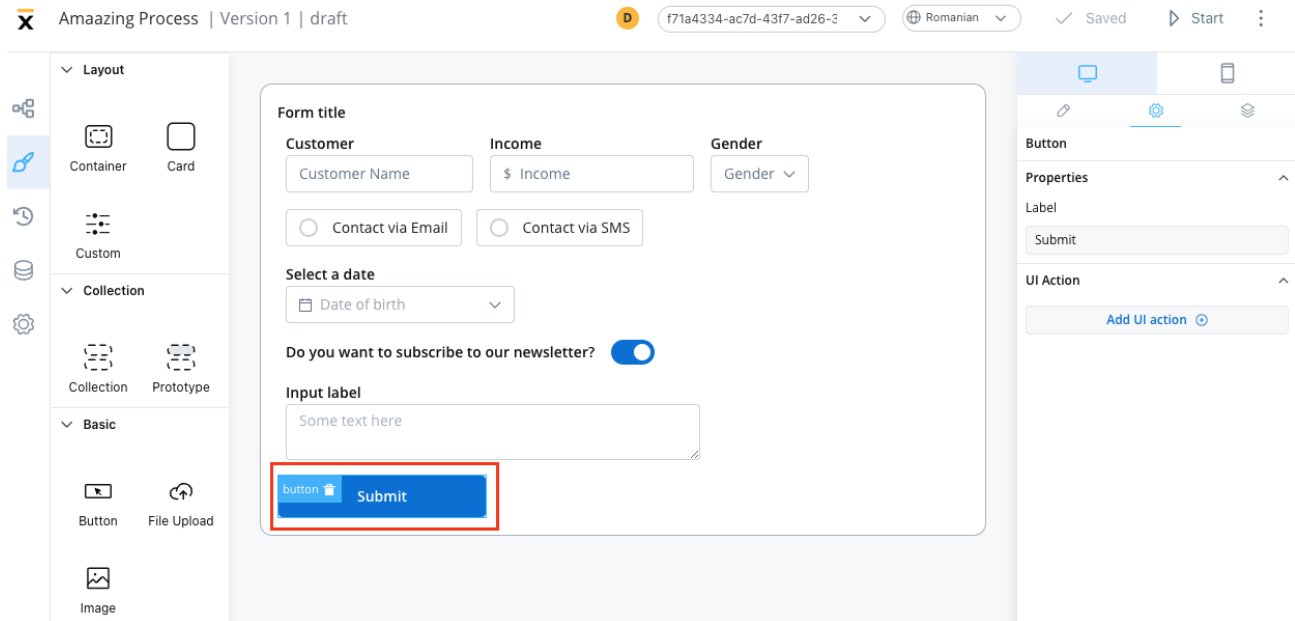 Amaazing Process | Version 1 | draft
D
f71a4334-ac7d-43f7-ad26-3
Romanian
Saved
Start
Layout
Container
Card
Custom
Collection
Collection
Prototype
Basic
Button
File Upload
Image
Form title
Customer
Income
Gender
Customer Name
$ Income
Gender
Contact via Email
Contact via SMS
Select a date
Date of birth
Do you want to subscribe to our newsletter?
Input label
Some text here
button
Submit
Button
Properties
Label
Submit
UI Action
Add UI action